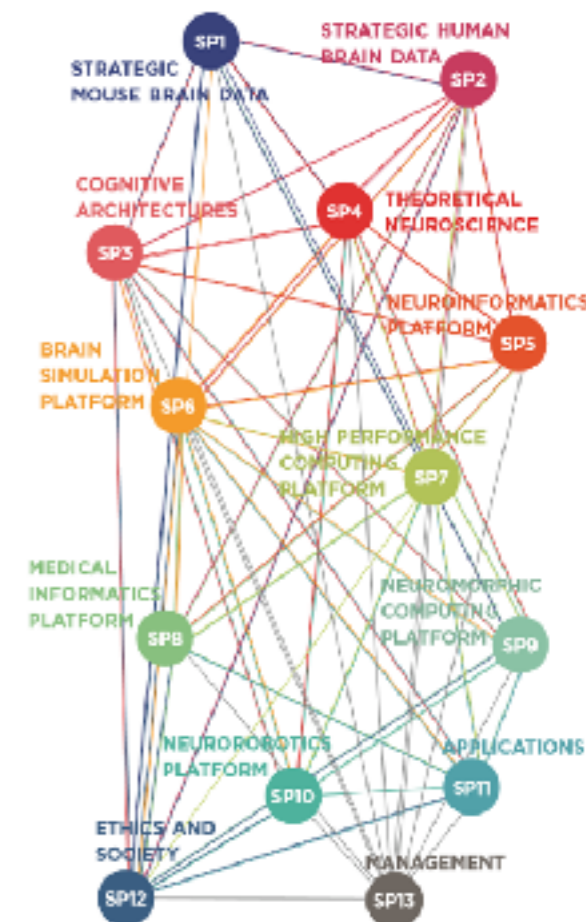 SP1
STRATEGIC
MOUSE BRAIN DATA
STRATEGIC HUMAN
BRAIN DATA
SP2
COGNITIVE
ARCHITECTURES
SP3
SP4
THEORETICAL
NEUROSCIENCE
NEUROINFORMATICS
PLATFORM
SP5
BRAIN
SIMULATION
PLATFORM
SP6
HIGH PERFORMANCE
COMPUTING
PLATFORM
SP7
MEDICAL
INFORMATICS
PLATFORM
SP8
NEUROMORPHIC
COMPUTING
PLATFORM
SP9
NEUROROBOTICS
PLATFORM
SP10
APPLICATIONS
SP11
ETHICS AND
SOCIETY
SP12
MANAGEMENT
SP13